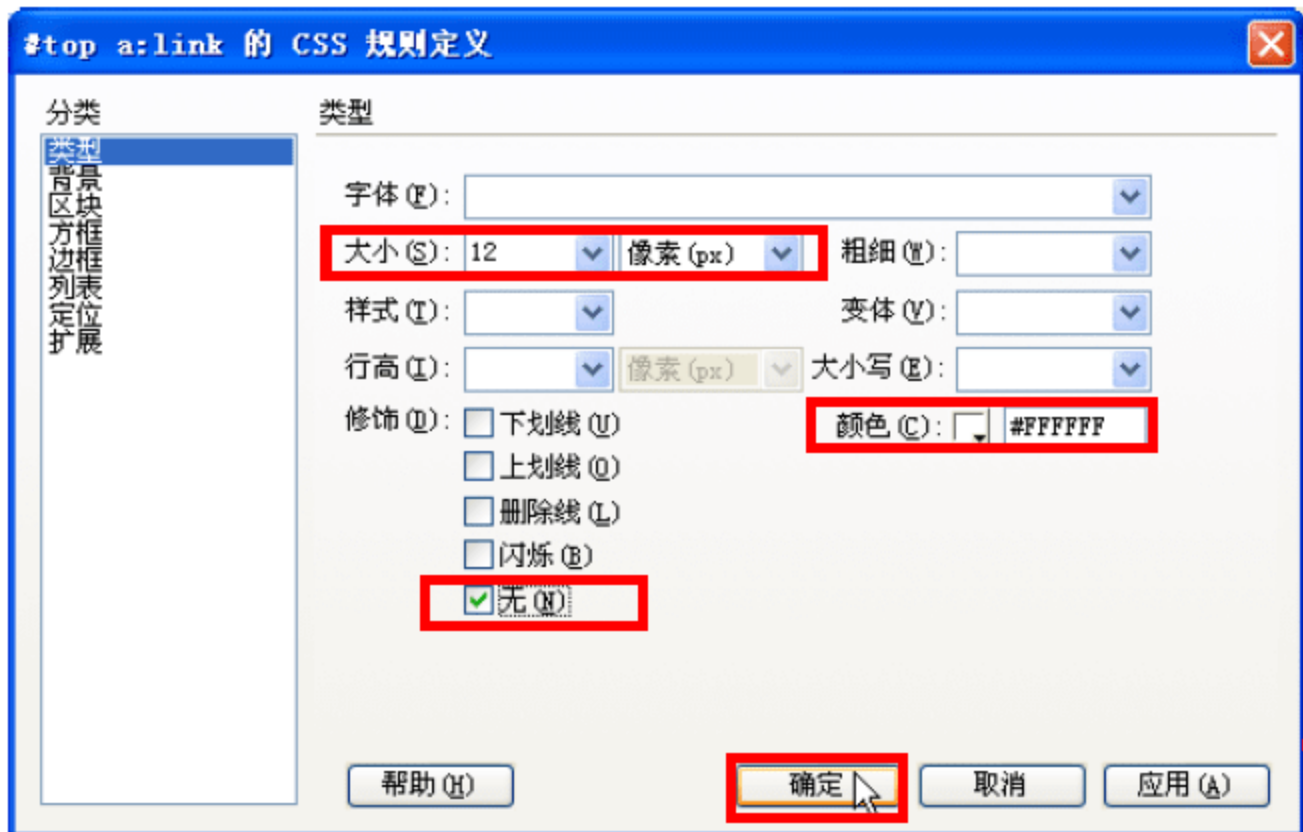 #top a:link 的 CSS 规则定义
分类
类型
类型
背景
区块
方框
边框
列表
定位
扩展
字体(F):
大小(S): 12 像素(px) 粗细(W):
样式(T): 变体(V):
行高(I): 像素(px) 大小写(E):
修饰(D): 下划线(U) 颜色(C): #FFFFFF
上划线(O)
删除线(L)
闪烁(B)
无(N)
帮助(H) 确定 取消 应用(A)